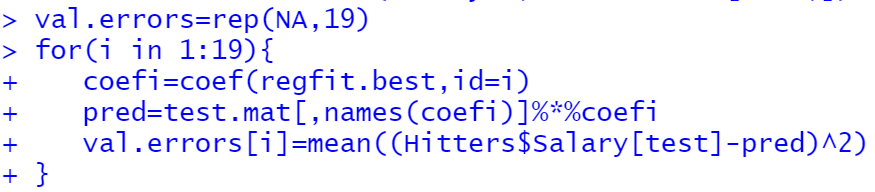 > val.errors=rep(NA,19)
> for(i in 1:19){
+    coefi=coef(regfit.best,id=i)
+    pred=test.mat[,names(coefi)]%*%coefi
+    val.errors[i]=mean((Hitters$Salary[test]-pred)^2)
+ }